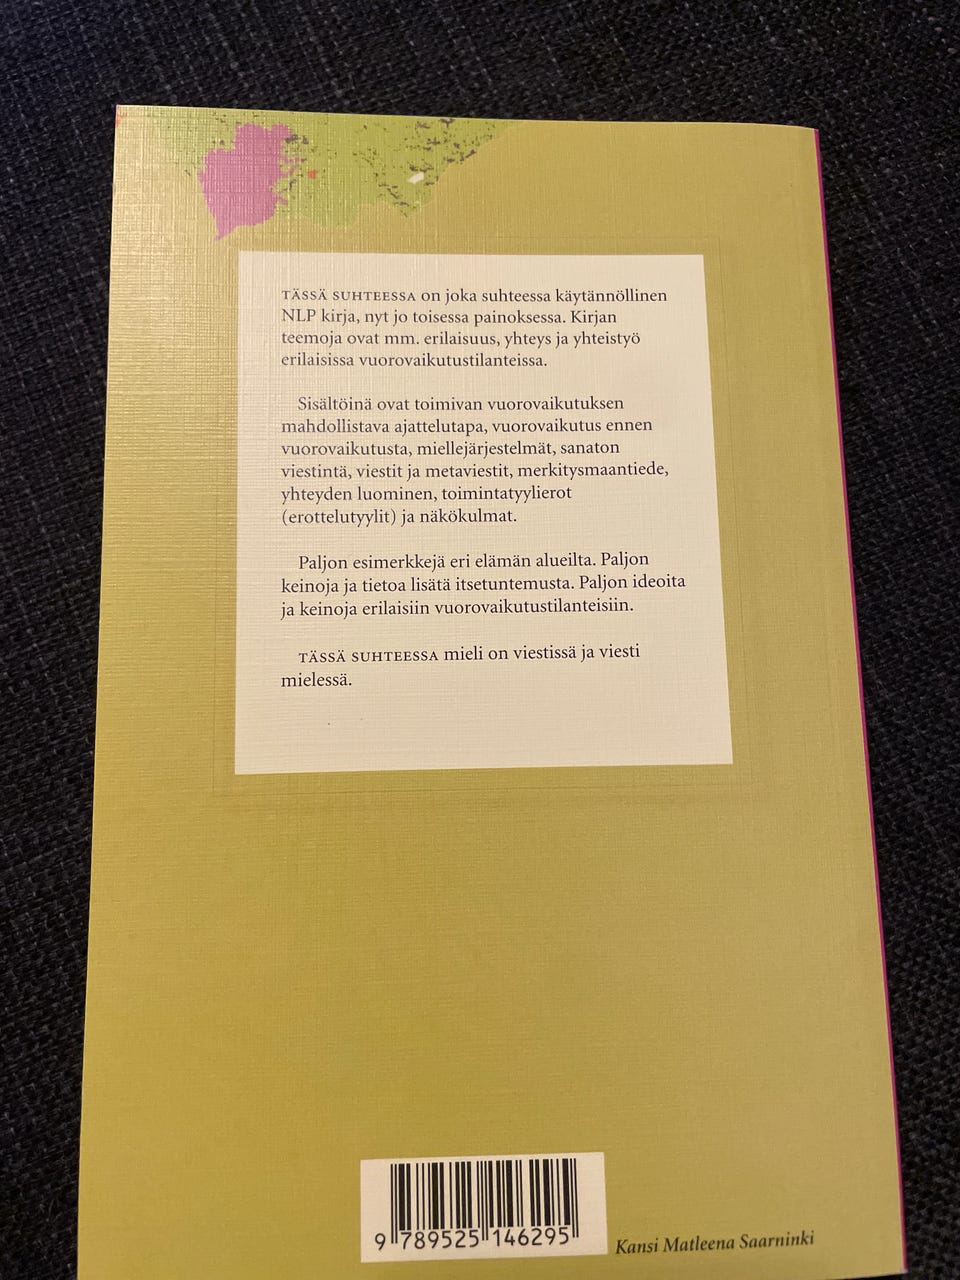 TÄSSÄ SUHTEESSA on joka suhteessa käytännöllinen
NLP kirja, nyt jo toisessa painoksessa. Kirjan
teemoja ovat mm. erilaisuus, yhteys ja yhteistyö
erilaisissa vuorovaikutustilanteissa.
Sisältöinä ovat toimivan vuorovaikutuksen
mahdollistava ajattelutapa, vuorovaikutus ennen
vuorovaikutusta, miellejärjestelmät, sanaton
viestintä, viestit ja metaviestit, merkitysmaantiede,
yhteyden luominen, toimintatyylierot
(erottelutyylit) ja näkökulmat.
Paljon esimerkkejä eri elämän alueilta. Paljon
keinoja ja tietoa lisätä itsetuntemusta. Paljon ideoita
ja keinoja erilaisiin vuorovaikutustilanteisiin.
TÄSSÄ SUHTEESSA mieli on viestissä ja viesti
mielessä.
9 789525 146295
Kansi Matleena Saarninki